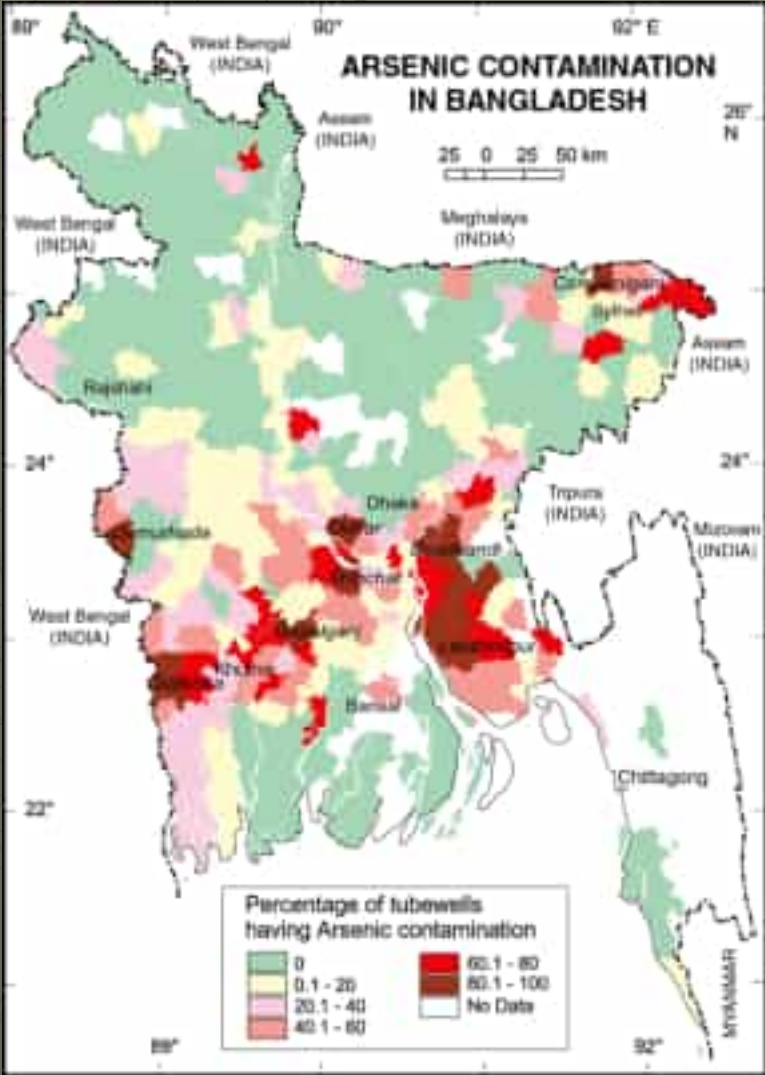 89°
90°
92° E
West Bengal
(INDIA)
ARSENIC CONTAMINATION
IN BANGLADESH
Assam
(INDIA)
26°
N
25 0 25 50 km
West Bengal
(INDIA)
Meghalaya
(INDIA)
Sylhet
Assam
(INDIA)
Rajshahi
24°
24°
Dhaka
Tripura
(INDIA)
Mizoram
(INDIA)
West Bengal
(INDIA)
Khulna
Barisal
Chittagong
22°
Percentage of tubewells
having Arsenic contamination
0
0.1 - 20
20.1 - 40
40.1 - 60
60.1 - 80
80.1 - 100
No Data
MYANMAR
92°